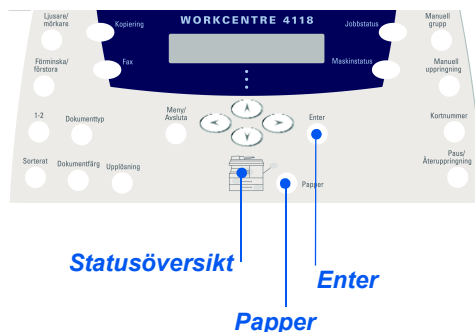 WORKCENTRE 4118
Ljusare/
mörkare
Kopiering
Jobbstatus
Manuell
grupp
Förminska/
förstora
Fax
Maskinstatus
Manuell
uppringning
1-2
Dokumenttyp
Meny/
Avsluta
Enter
Kortnummer
Sorterat
Dokumentfärg
Upplösning
Papper
Paus/
Återuppringning
Statusöversikt
Enter
Papper